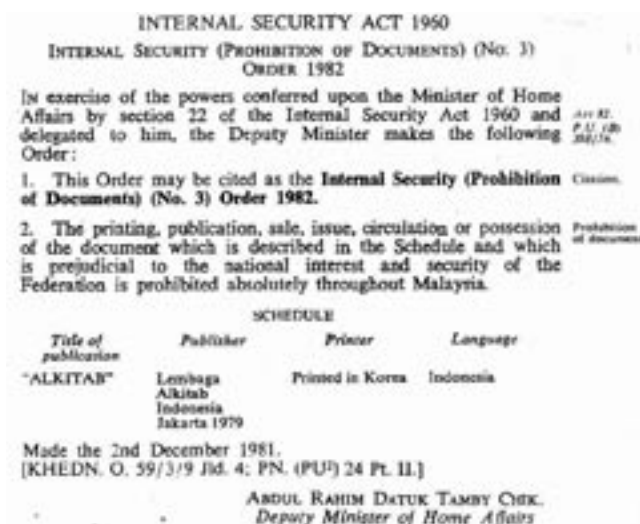 INTERNAL SECURITY ACT 1960
INTERNAL SECURITY (PROHIBITION OF DOCUMENTS) (No. 3)
ORDER 1982
IN exercise of the powers conferred upon the Minister of Home
Affairs by section 22 of the Internal Security Act 1960 and
Act 82.
delegated to him, the Deputy Minister makes the following
P.U. (B)
Order:
1. This Order may be cited as the Internal Security (Prohibition
Citation.
of Documents) (No. 3) Order 1982.
2. The printing, publication, sale, issue, circulation or possession
Prohibition
of the document which is described in the Schedule and which
of document
is prejudicial to the national interest and security of the
Federation is prohibited absolutely throughout Malaysia.
SCHEDULE
Title of publication
Publisher
Printer
Language
"ALKITAB"
Lembaga
Alkitab
Indonesia
Jakarta 1979
Printed in Korea
Indonesia
Made the 2nd December 1981.
[KHEDN. O. 59/3/9 Jld. 4; PN. (PU²) 24 Pt. II.]
ABDUL RAHIM DATUK TAMBY CHIK,
Deputy Minister of Home Affairs